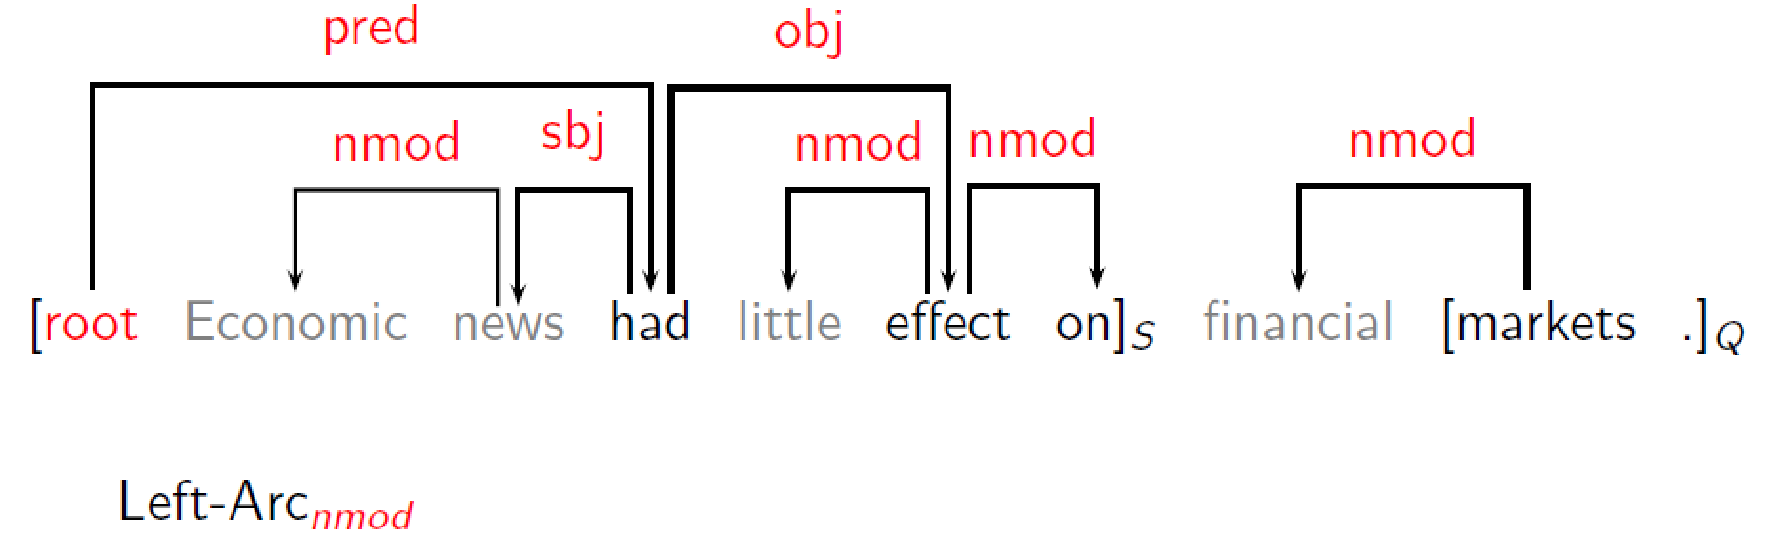 pred obj
nmod sbj nmod nmod nmod
[root Economic news had little effect on]S financial [markets .]Q
Left-Arcnmod